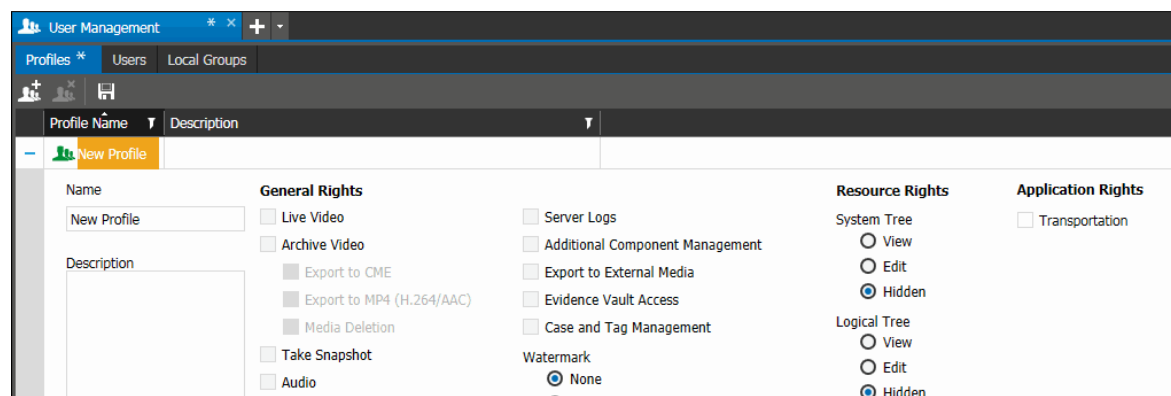 User Management
Profiles * Users Local Groups
Profile Name Description
New Profile
Name
New Profile
Description
General Rights
Live Video
Archive Video
Export to CME
Export to MP4 (H.264/AAC)
Media Deletion
Take Snapshot
Audio
Server Logs
Additional Component Management
Export to External Media
Evidence Vault Access
Case and Tag Management
Watermark
None
Resource Rights
System Tree
View
Edit
Hidden
Logical Tree
View
Edit
Hidden
Application Rights
Transportation